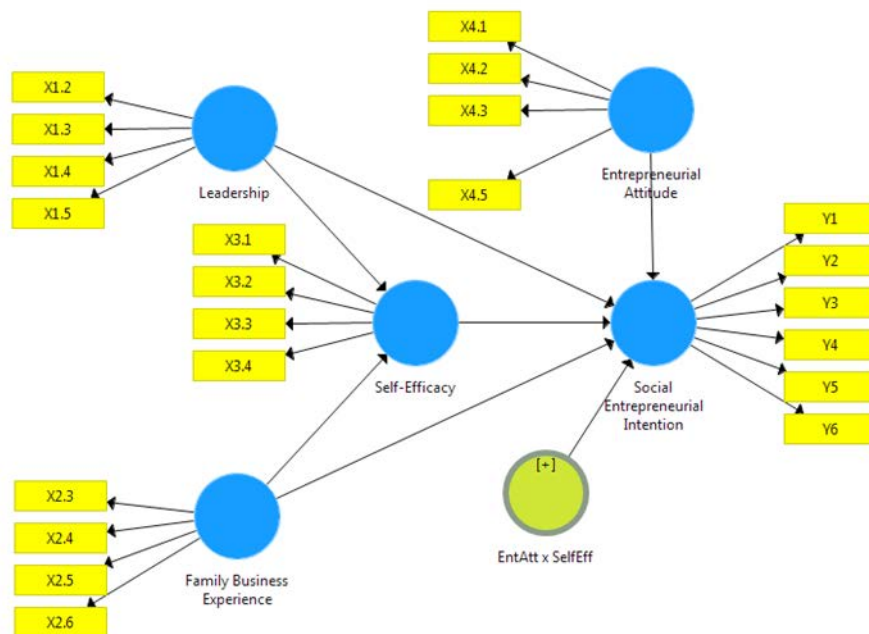 X4.1
X4.2
X4.3
X4.5
Entrepreneurial
Attitude
X1.2
X1.3
X1.4
X1.5
Leadership
X3.1
X3.2
X3.3
X3.4
Self-Efficacy
Y1
Y2
Y3
Y4
Y5
Y6
Social
Entrepreneurial
Intention
[+]
EntAtt x SelfEff
X2.3
X2.4
X2.5
X2.6
Family Business
Experience